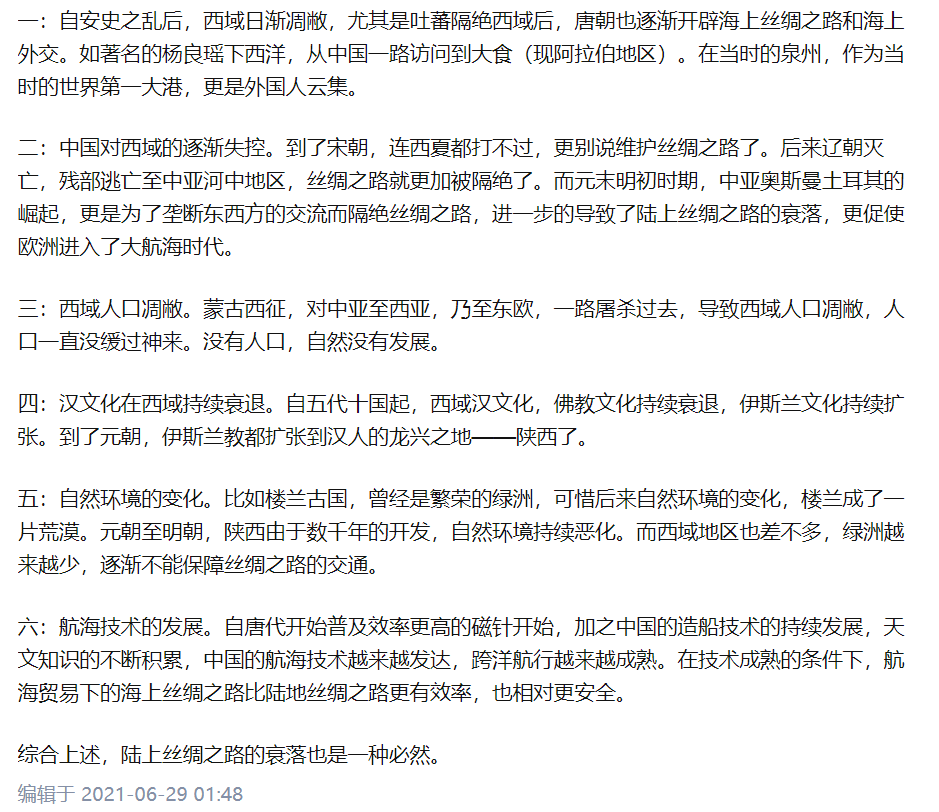 一：自安史之乱后，西域日渐凋敝，尤其是吐蕃隔绝西域后，唐朝也逐渐开辟海上丝绸之路和海上
外交。如著名的杨良瑶下西洋，从中国一路访问到大食（现阿拉伯地区）。在当时的泉州，作为当
时的世界第一大港，更是外国人云集。
二：中国对西域的逐渐失控。到了宋朝，连西夏都打不过，更别说维护丝绸之路了。后来辽朝灭
亡，残部逃亡至中亚河中地区，丝绸之路就更加被隔绝了。而元末明初时期，中亚奥斯曼土耳其的
崛起，更是为了垄断东西方的交流而隔绝丝绸之路，进一步的导致了陆上丝绸之路的衰落，更促使
欧洲进入了大航海时代。
三：西域人口凋敝。蒙古西征，对中亚至西亚，乃至东欧，一路屠杀过去，导致西域人口凋敝，人
口一直没缓过神来。没有人口，自然没有发展。
四：汉文化在西域持续衰退。自五代十国起，西域汉文化，佛教文化持续衰退，伊斯兰文化持续扩
张。到了元朝，伊斯兰教都扩张到汉人的龙兴之地——陕西了。
五：自然环境的变化。比如楼兰古国，曾经是繁荣的绿洲，可惜后来自然环境的变化，楼兰成了一
片荒漠。元朝至明朝，陕西由于数千年的开发，自然环境持续恶化。而西域地区也差不多，绿洲越
来越少，逐渐不能保障丝绸之路的交通。
六：航海技术的发展。自唐代开始普及效率更高的磁针开始，加之中国的造船技术的持续发展，天
文知识的不断积累，中国的航海技术越来越发达，跨洋航行越来越成熟。在技术成熟的条件下，航
海贸易下的海上丝绸之路比陆地丝绸之路更有效率，也相对更安全。
综合上述，陆上丝绸之路的衰落也是一种必然。
编辑于 2021-06-29 01:48